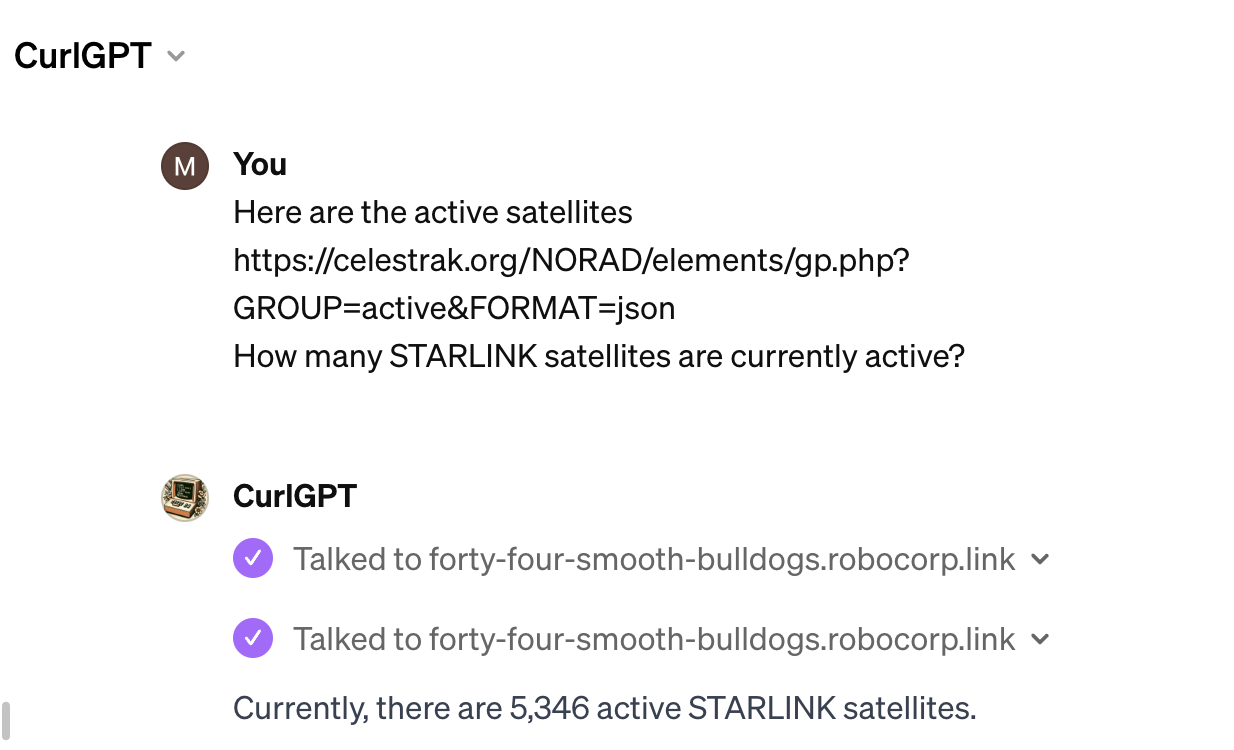 CurlGPT
M
You
Here are the active satellites
https://celestrak.org/NORAD/elements/gp.php?
GROUP=active&FORMAT=json
How many STARLINK satellites are currently active?
CurlGPT
Talked to forty-four-smooth-bulldogs.robocorp.link
Talked to forty-four-smooth-bulldogs.robocorp.link
Currently, there are 5,346 active STARLINK satellites.